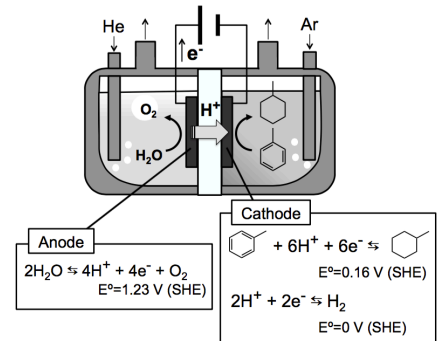 He
Ar
e⁻
O₂
H⁺
H₂O
Anode
2H₂O ⇆ 4H⁺ + 4e⁻ + O₂
Eº=1.23 V (SHE)
Cathode
+ 6H⁺ + 6e⁻ ⇆
Eº=0.16 V (SHE)
2H⁺ + 2e⁻ ⇆ H₂
Eº=0 V (SHE)